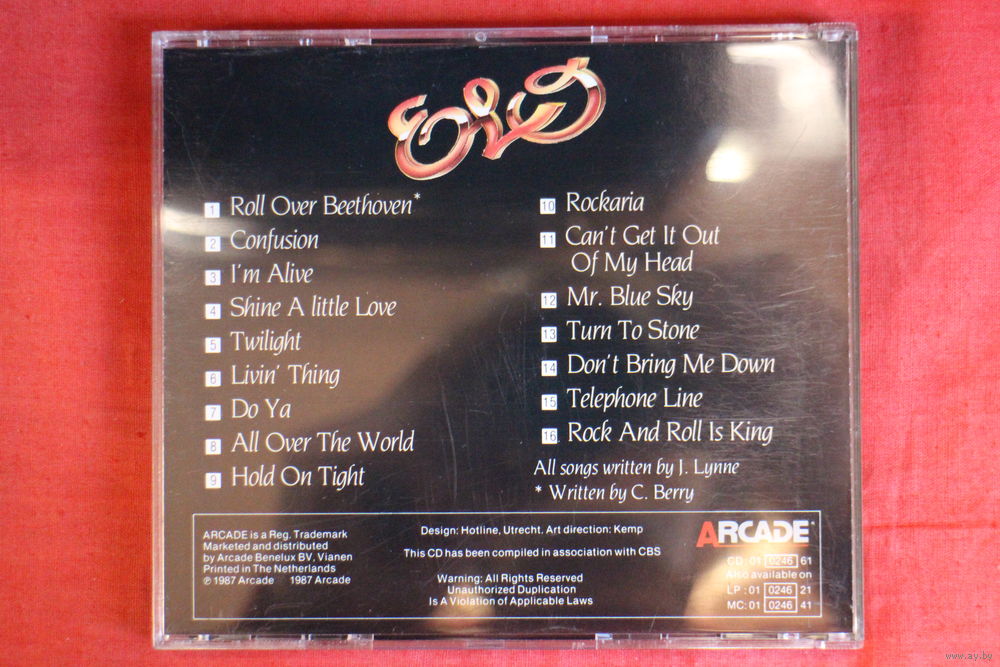 ELO
1 Roll Over Beethoven*
2 Confusion
3 I'm Alive
4 Shine A little Love
5 Twilight
6 Livin' Thing
7 Do Ya
8 All Over The World
9 Hold On Tight
10 Rockaria
11 Can't Get It Out
Of My Head
12 Mr. Blue Sky
13 Turn To Stone
14 Don't Bring Me Down
15 Telephone Line
16 Rock And Roll Is King
All songs written by J. Lynne
* Written by C. Berry
ARCADE is a Reg. Trademark
Marketed and distributed
by Arcade Benelux BV, Vianen
Printed in The Netherlands
℗ 1987 Arcade 1987 Arcade
Design: Hotline, Utrecht. Art direction: Kemp
This CD has been compiled in association with CBS
Warning: All Rights Reserved
Unauthorized Duplication
Is A Violation of Applicable Laws
ARCADE
CD: 01 0246 61
Also available on
LP: 01 0246 21
MC: 01 0246 41
www.ay.by